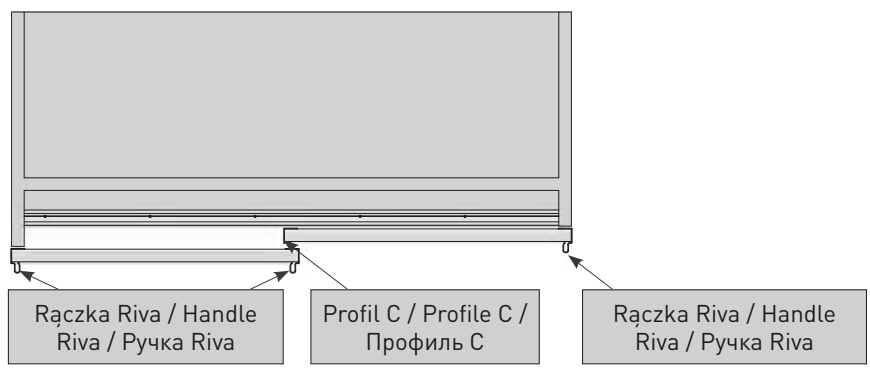 Rączka Riva / Handle
Riva / Ручка Riva
Profil C / Profile C /
Профиль C
Rączka Riva / Handle
Riva / Ручка Riva